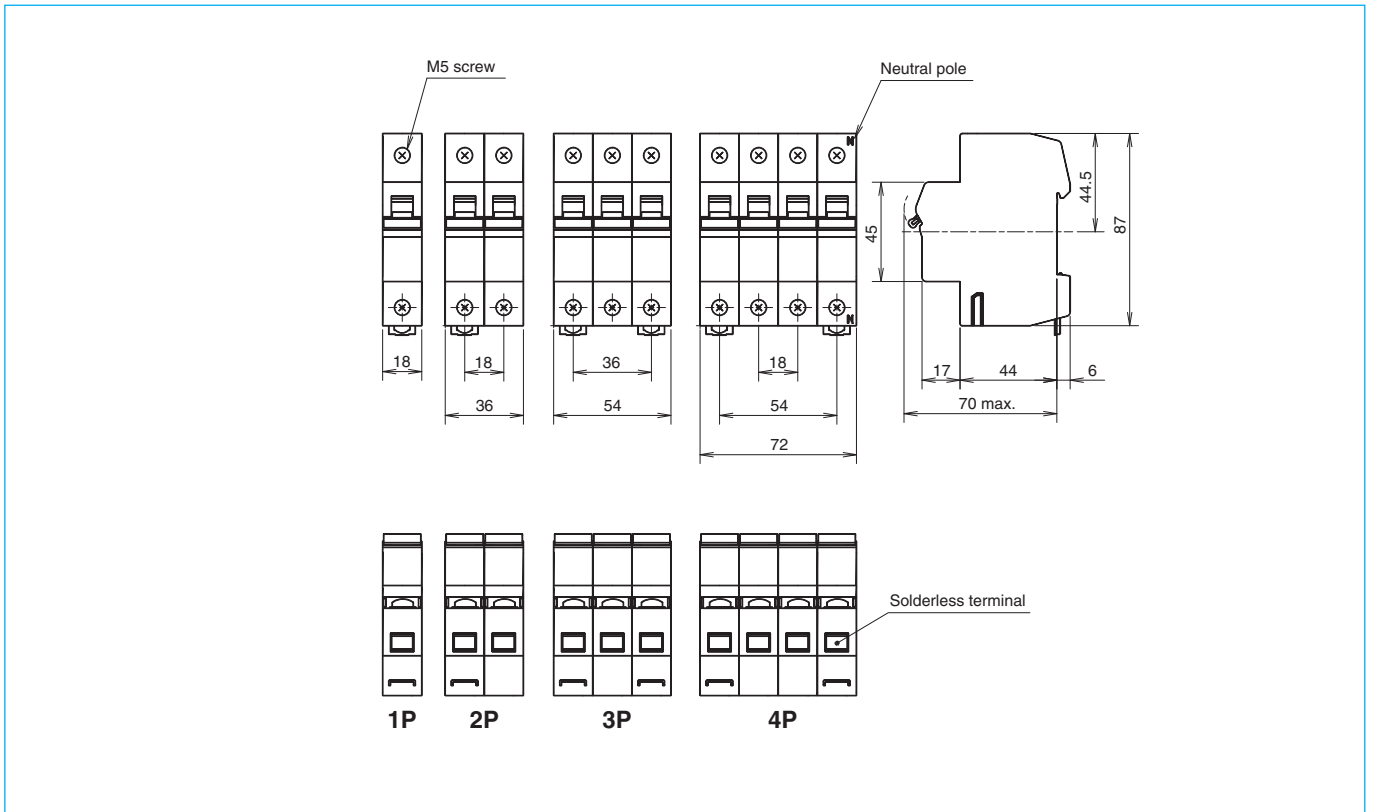 M5 screw
Neutral pole
N
45
44.5
87
N
18
18
36
18
17
44
6
36
54
54
70 max.
72
Solderless terminal
1P
2P
3P
4P